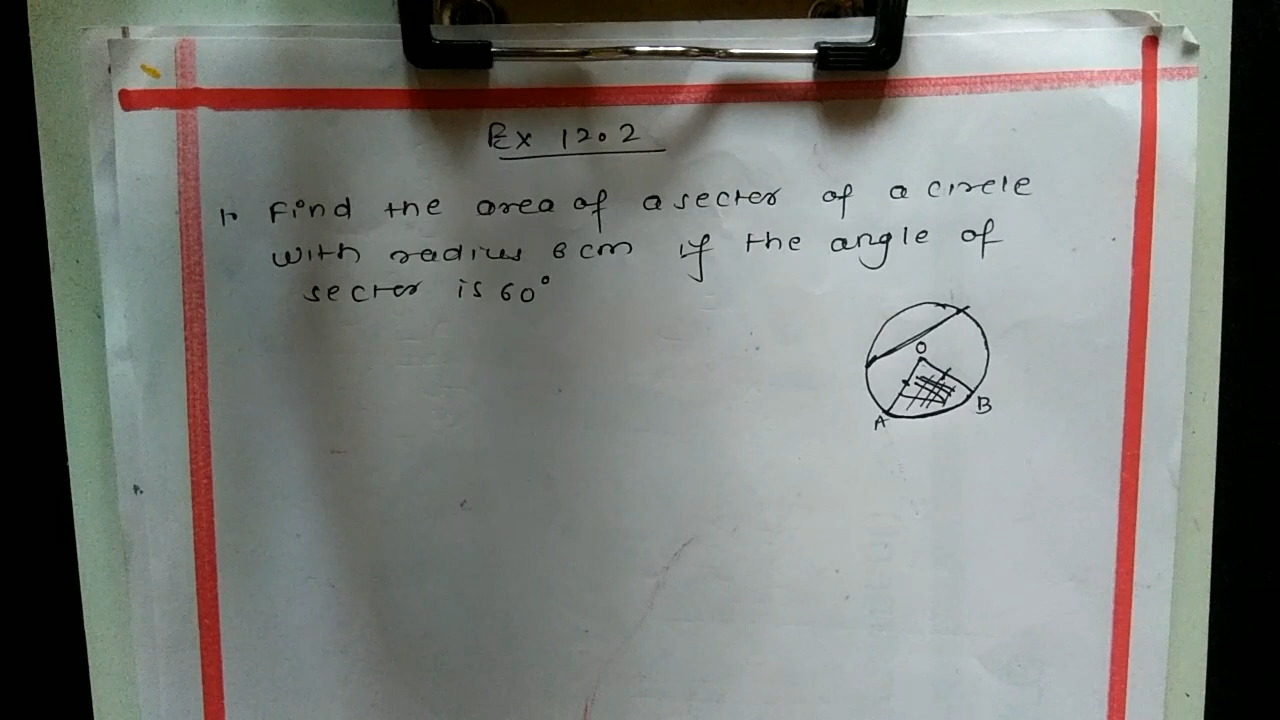 Ex 12.2
1. Find the area of a sector of a circle
with radius 6 cm if the angle of
sector is 60°
O
A
B